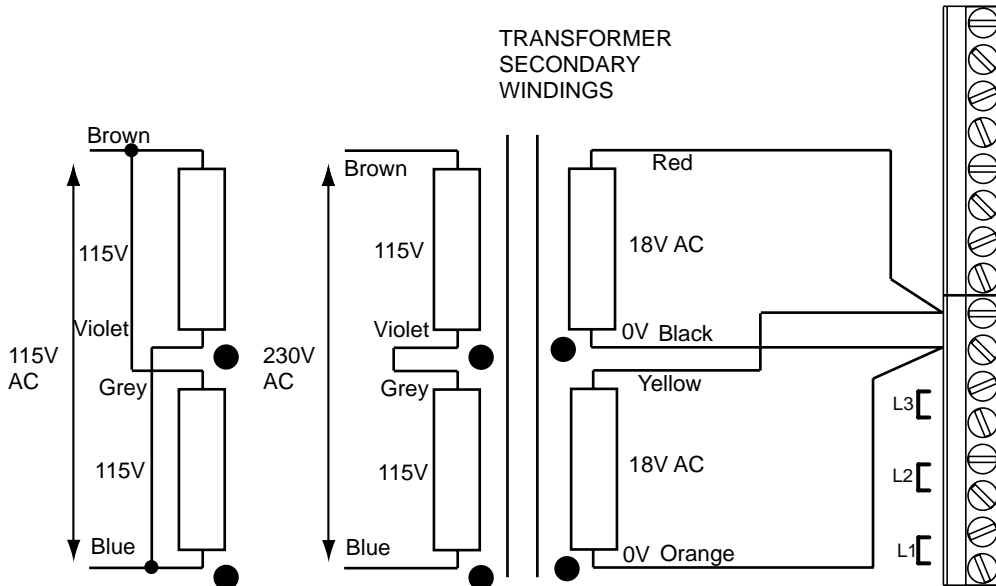 TRANSFORMER
SECONDARY
WINDINGS
Brown
115V
Violet
115V
AC
Grey
115V
Blue
Brown
115V
Violet
230V
AC
Grey
115V
Blue
Red
18V AC
0V Black
Yellow
18V AC
0V Orange
L3
L2
L1